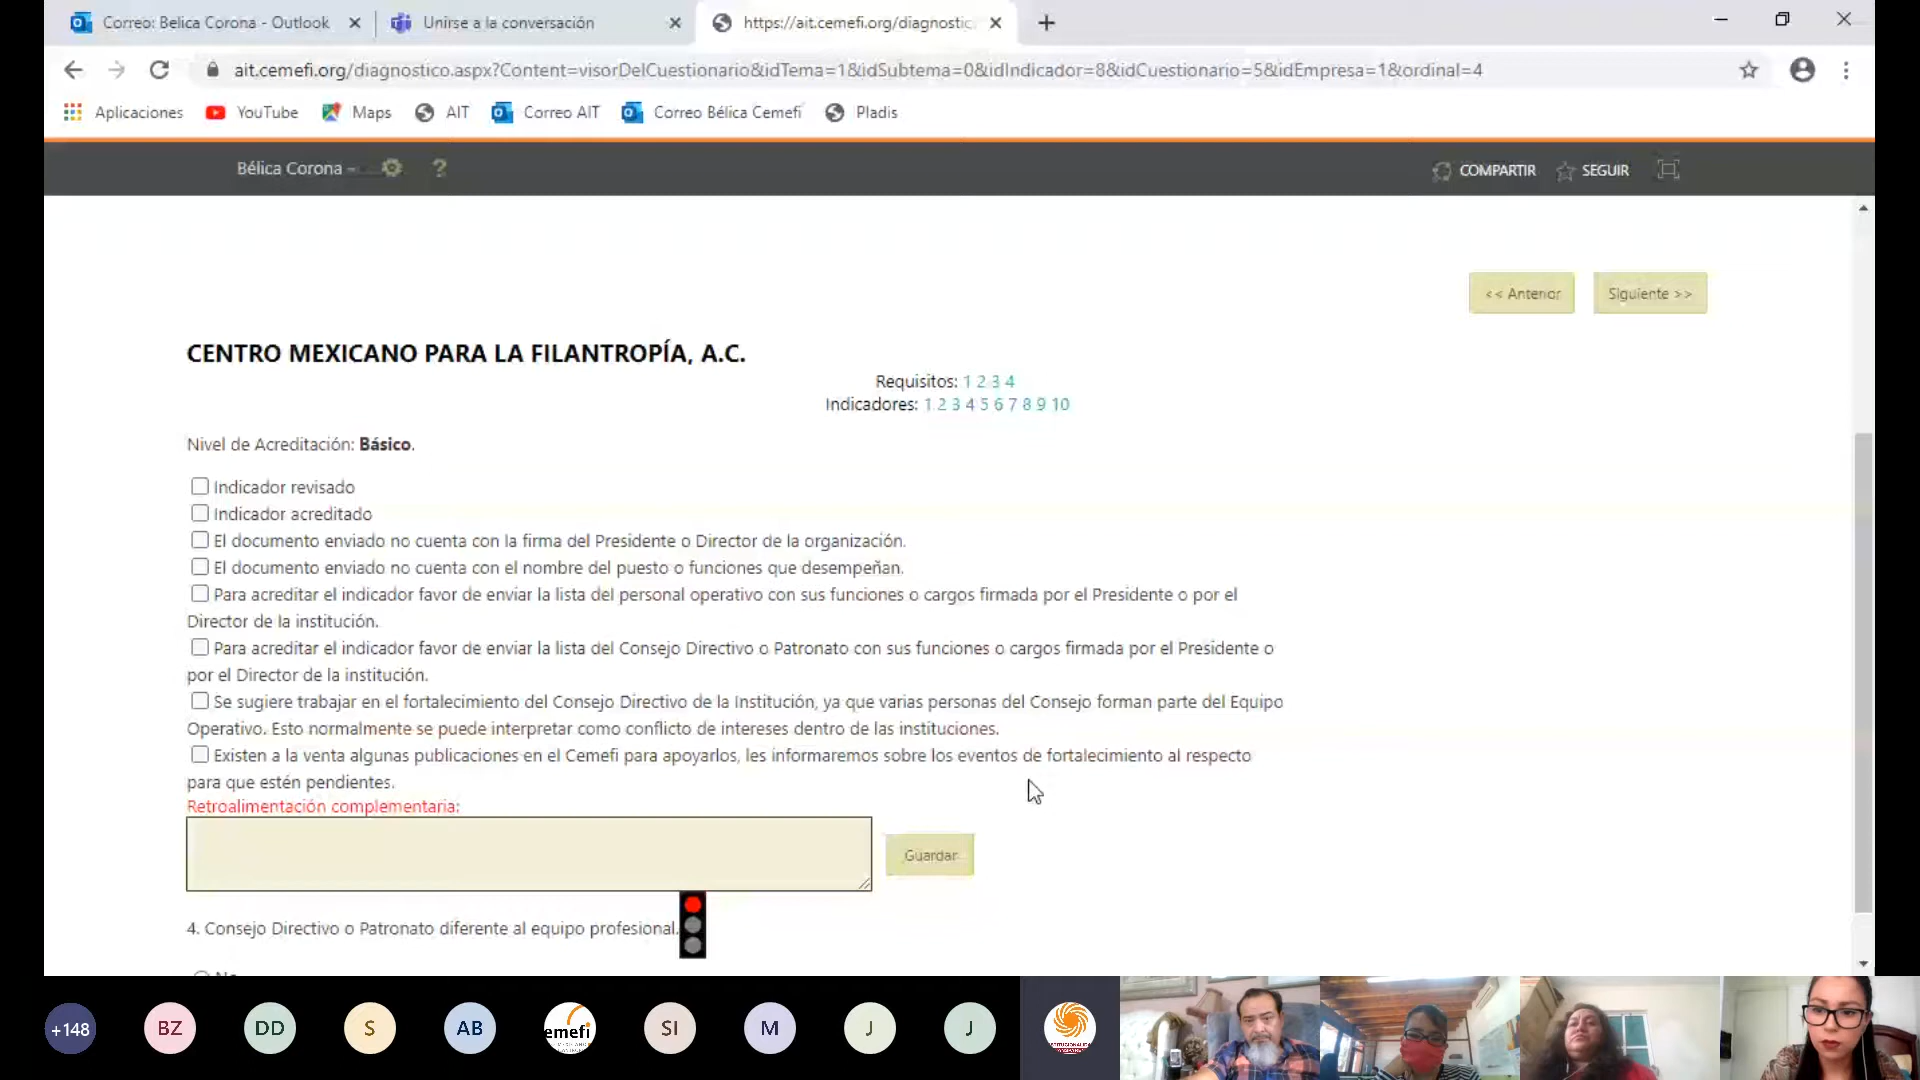 Correo: Belica Corona - Outlook
Unirse a la conversación
https://ait.cemefi.org/diagnostic
ait.cemefi.org/diagnostico.aspx?Content=visorDelCuestionario&idTema=1&idSubtema=0&idIndicador=8&idCuestionario=5&idEmpresa=1&ordinal=4
Aplicaciones YouTube Maps AIT Correo AIT Correo Bélica Cemefi Pladis
Bélica Corona - ? COMPARTIR SEGUIR
<< Anterior Siguiente >>
CENTRO MEXICANO PARA LA FILANTROPÍA, A.C.
Requisitos: 1 2 3 4
Indicadores: 1 2 3 4 5 6 7 8 9 10
Nivel de Acreditación: Básico.
Indicador revisado
Indicador acreditado
El documento enviado no cuenta con la firma del Presidente o Director de la organización.
El documento enviado no cuenta con el nombre del puesto o funciones que desempeñan.
Para acreditar el indicador favor de enviar la lista del personal operativo con sus funciones o cargos firmada por el Presidente o por el
Director de la institución.
Para acreditar el indicador favor de enviar la lista del Consejo Directivo o Patronato con sus funciones o cargos firmada por el Presidente o
por el Director de la institución.
Se sugiere trabajar en el fortalecimiento del Consejo Directivo de la Institución, ya que varias personas del Consejo forman parte del Equipo
Operativo. Esto normalmente se puede interpretar como conflicto de intereses dentro de las instituciones.
Existen a la venta algunas publicaciones en el Cemefi para apoyarlos, les informaremos sobre los eventos de fortalecimiento al respecto
para que estén pendientes.
Retroalimentación complementaria:
Guardar
4. Consejo Directivo o Patronato diferente al equipo profesional.
No
+148 BZ DD S AB emefi SI M J J